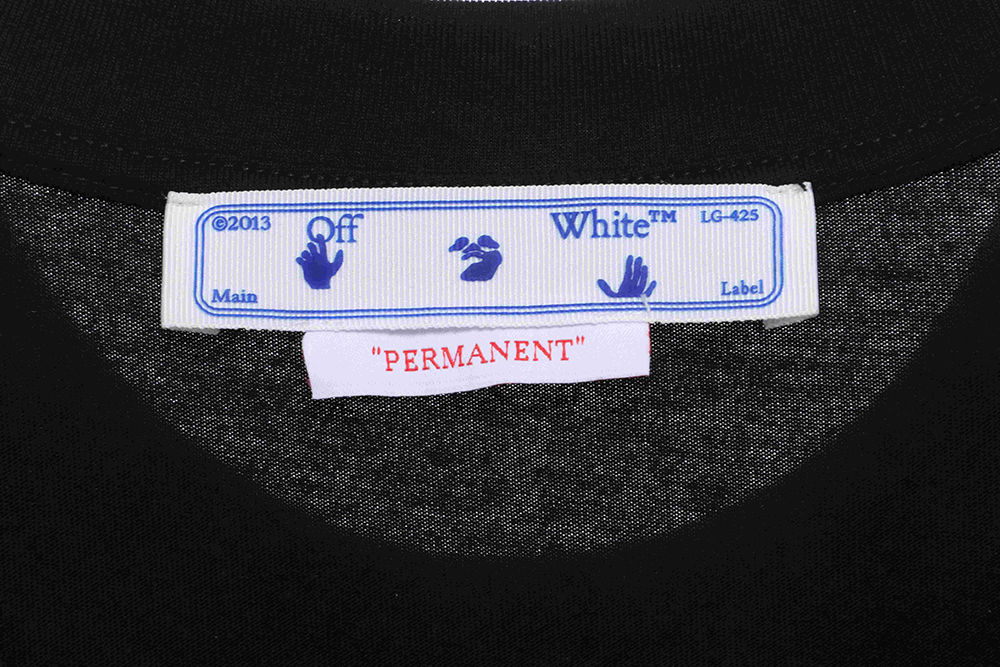 ©2013 Off White™ LG-425
Main Label
"PERMANENT"